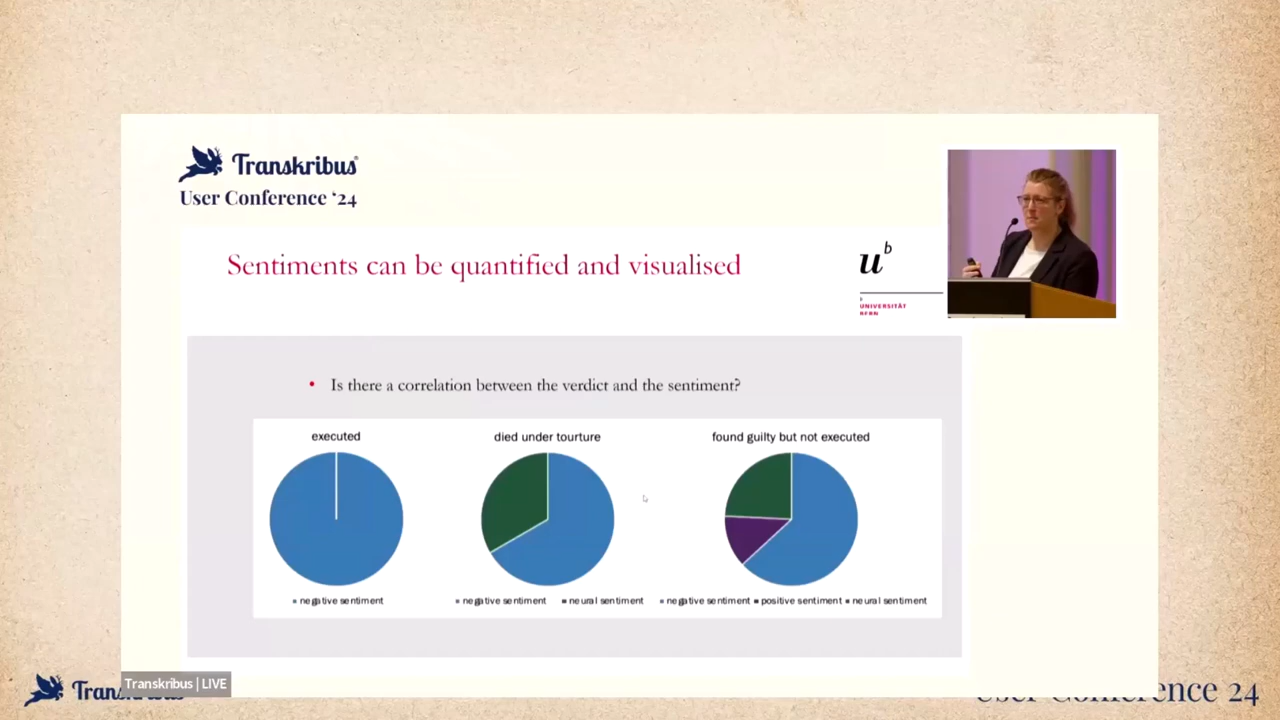 Transkribus
User Conference ‘24
Sentiments can be quantified and visualised
u
b
b
UNIVERSITÄT
BERN
• Is there a correlation between the verdict and the sentiment?
executed
died under tourture
found guilty but not executed
negative sentiment
negative sentiment neural sentiment
negative sentiment positive sentiment neural sentiment
Transkribus | LIVE
Transkribus
User Conference 24